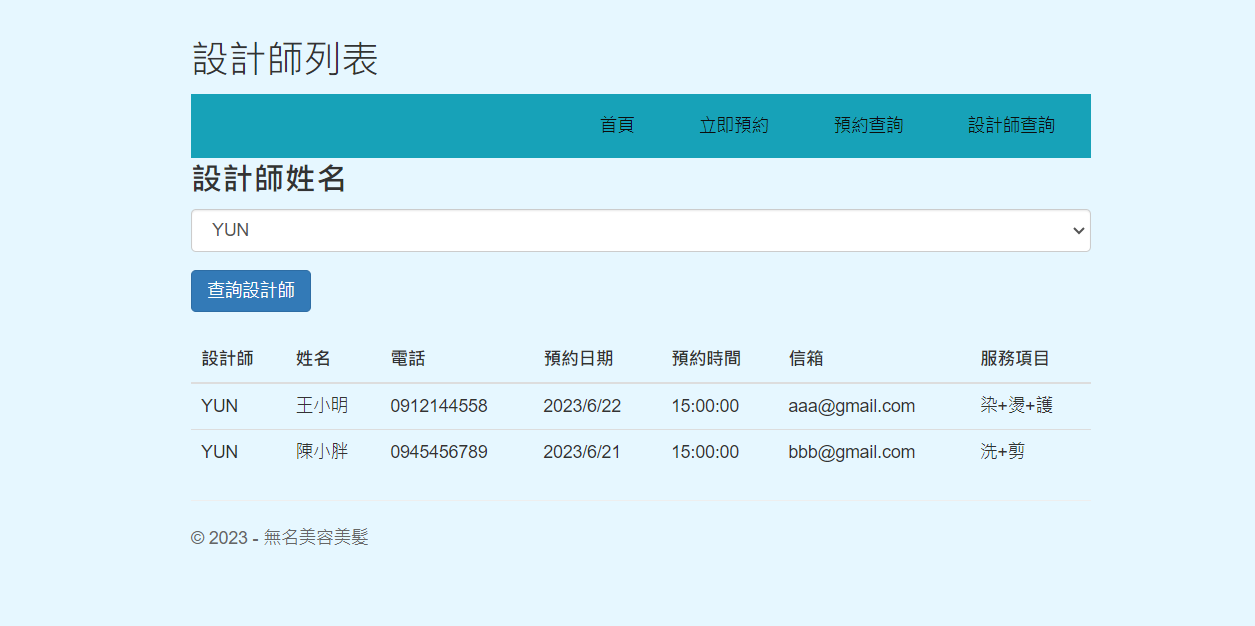 設計師列表
首頁 立即預約 預約查詢 設計師查詢
設計師姓名
YUN
查詢設計師
設計師 姓名 電話 預約日期 預約時間 信箱 服務項目
YUN 王小明 0912144558 2023/6/22 15:00:00 aaa@gmail.com 染+燙+護
YUN 陳小胖 0945456789 2023/6/21 15:00:00 bbb@gmail.com 洗+剪
© 2023 - 無名美容美髮